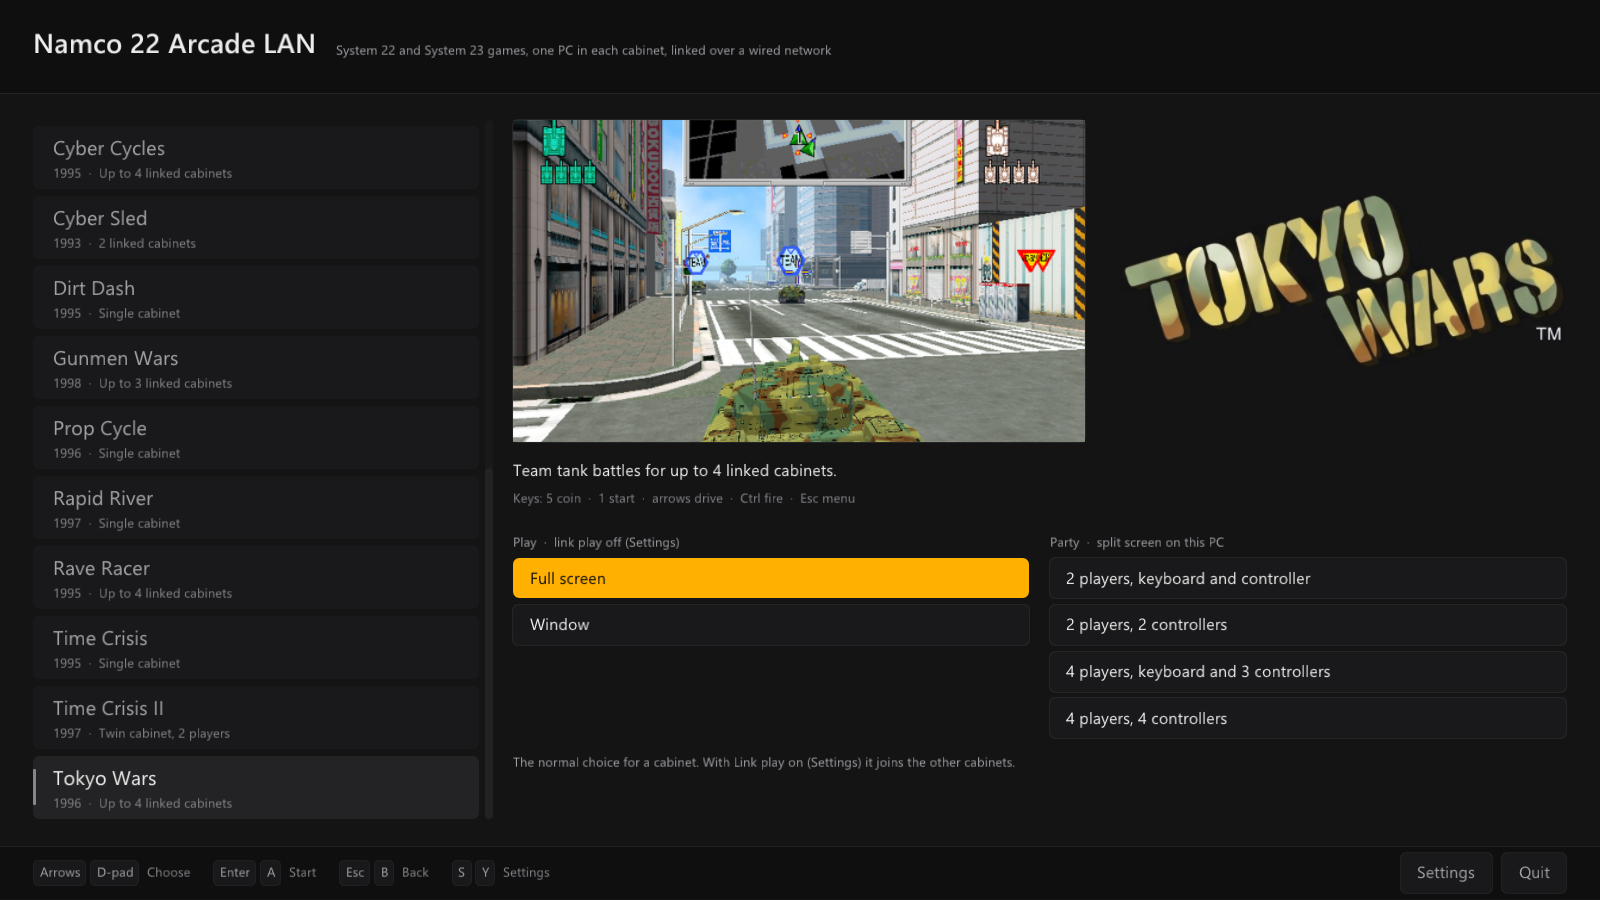 Namco 22 Arcade LAN
System 22 and System 23 games, one PC in each cabinet, linked over a wired network
Cyber Cycles
1995 · Up to 4 linked cabinets
Cyber Sled
1993 · 2 linked cabinets
Dirt Dash
1995 · Single cabinet
Gunmen Wars
1998 · Up to 3 linked cabinets
Prop Cycle
1996 · Single cabinet
Rapid River
1997 · Single cabinet
Rave Racer
1995 · Up to 4 linked cabinets
Time Crisis
1995 · Single cabinet
Time Crisis II
1997 · Twin cabinet, 2 players
Tokyo Wars
1996 · Up to 4 linked cabinets
TEAM
TEAM
TOKYO
WARS
TM
Team tank battles for up to 4 linked cabinets.
Keys: 5 coin · 1 start · arrows drive · Ctrl fire · Esc menu
Play · link play off (Settings)
Full screen
Window
Party · split screen on this PC
2 players, keyboard and controller
2 players, 2 controllers
4 players, keyboard and 3 controllers
4 players, 4 controllers
The normal choice for a cabinet. With Link play on (Settings) it joins the other cabinets.
Arrows D-pad Choose Enter A Start Esc B Back S Y Settings
Settings Quit